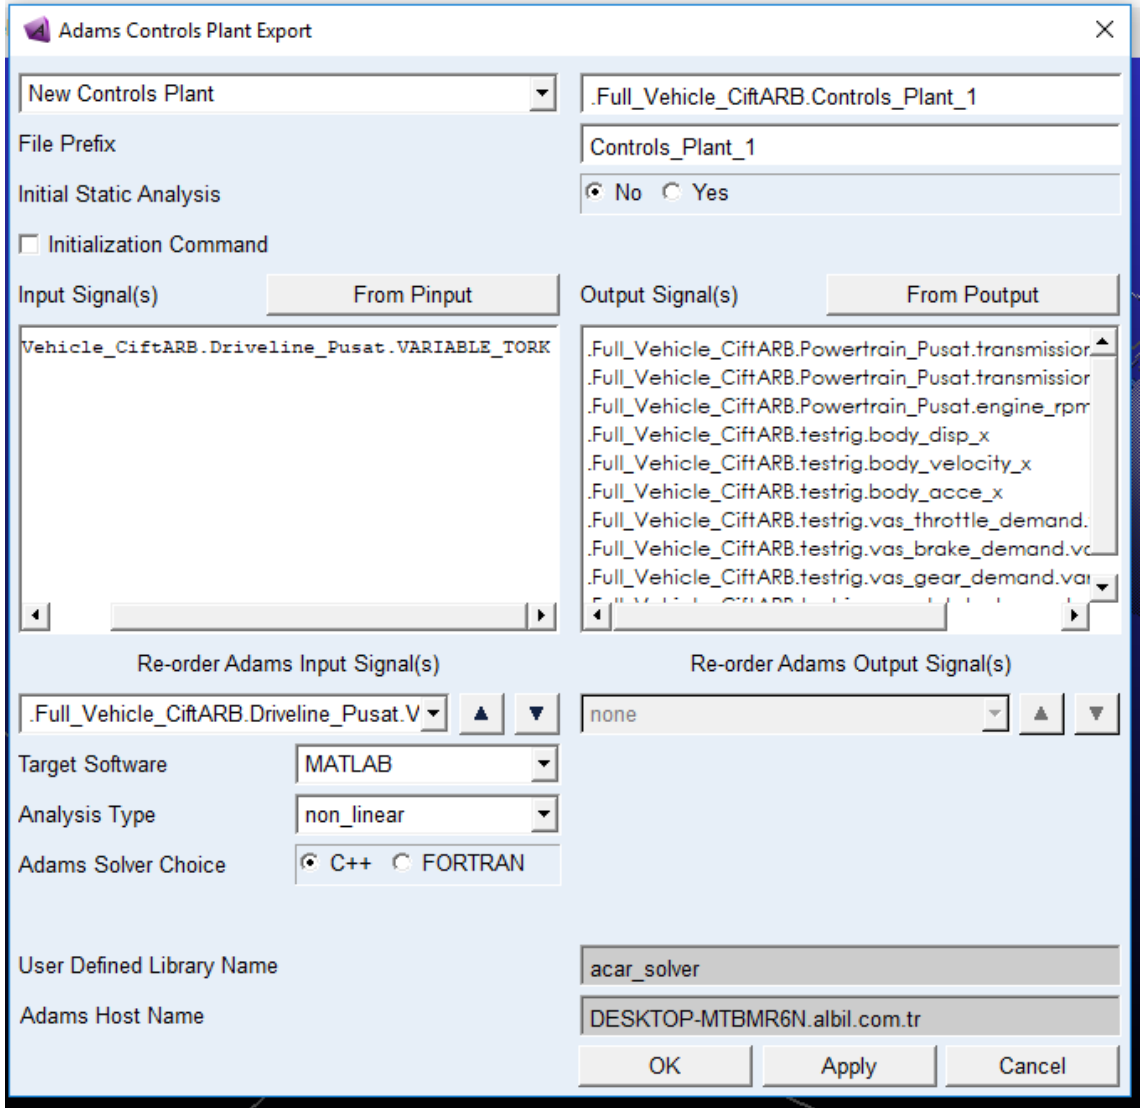 Adams Controls Plant Export
New Controls Plant
.Full_Vehicle_CiftARB.Controls_Plant_1
File Prefix
Controls_Plant_1
Initial Static Analysis
No Yes
Initialization Command
Input Signal(s)
From Pinput
Output Signal(s)
From Poutput
Vehicle_CiftARB.Driveline_Pusat.VARIABLE_TORK
.Full_Vehicle_CiftARB.Powertrain_Pusat.transmission
.Full_Vehicle_CiftARB.Powertrain_Pusat.transmission
.Full_Vehicle_CiftARB.Powertrain_Pusat.engine_rpm
.Full_Vehicle_CiftARB.testrig.body_disp_x
.Full_Vehicle_CiftARB.testrig.body_velocity_x
.Full_Vehicle_CiftARB.testrig.body_acce_x
.Full_Vehicle_CiftARB.testrig.vas_throttle_demand.
.Full_Vehicle_CiftARB.testrig.vas_brake_demand.va
.Full_Vehicle_CiftARB.testrig.vas_gear_demand.var
Re-order Adams Input Signal(s)
Re-order Adams Output Signal(s)
.Full_Vehicle_CiftARB.Driveline_Pusat.V
none
Target Software
MATLAB
Analysis Type
non_linear
Adams Solver Choice
C++ FORTRAN
User Defined Library Name
acar_solver
Adams Host Name
DESKTOP-MTBMR6N.albil.com.tr
OK
Apply
Cancel